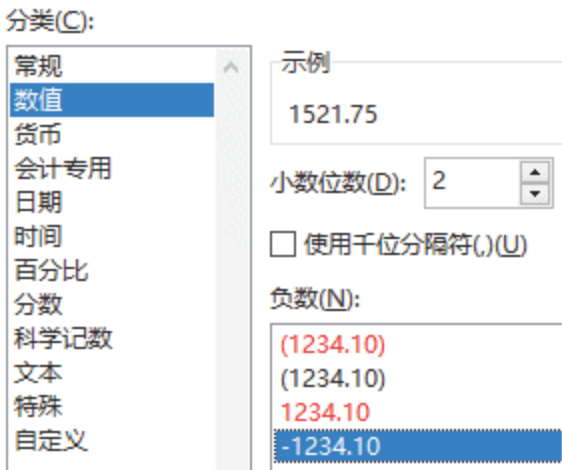 分类(C):
常规
数值
货币
会计专用
日期
时间
百分比
分数
科学记数
文本
特殊
自定义
示例
1521.75
小数位数(D): 2
使用千位分隔符(,)(U)
负数(N):
(1234.10)
(1234.10)
1234.10
-1234.10